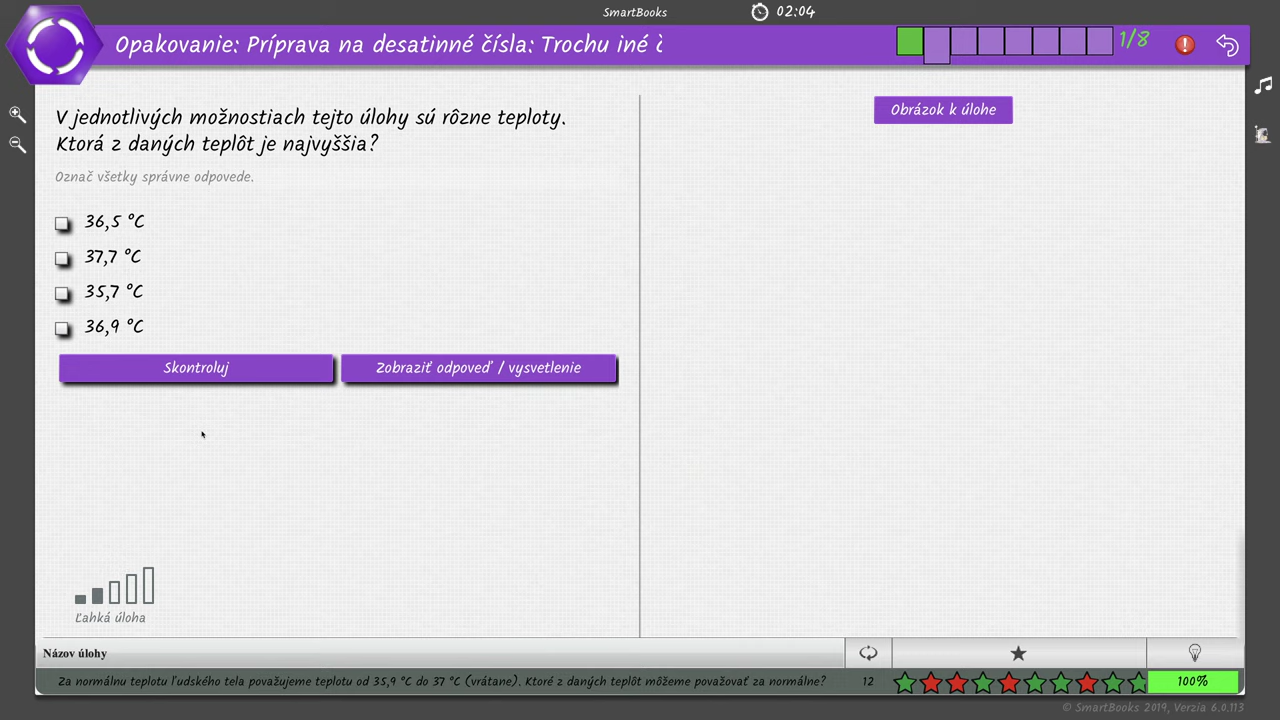 SmartBooks
02:04
Opakovanie: Príprava na desatinné čísla: Trochu iné č
1/8
V jednotlivých možnostiach tejto úlohy sú rôzne teploty.
Ktorá z daných teplôt je najvyššia?
Označ všetky správne odpovede.
36,5 °C
37,7 °C
35,7 °C
36,9 °C
Skontroluj
Zobraziť odpoveď / vysvetlenie
Obrázok k úlohe
Ľahká úloha
Názov úlohy
Za normálnu teplotu ľudského tela považujeme teplotu od 35,9 °C do 37 °C (vrátane). Ktoré z daných teplôt môžeme považovať za normálne?
12
100%
© SmartBooks 2019, Verzia 6.0.113